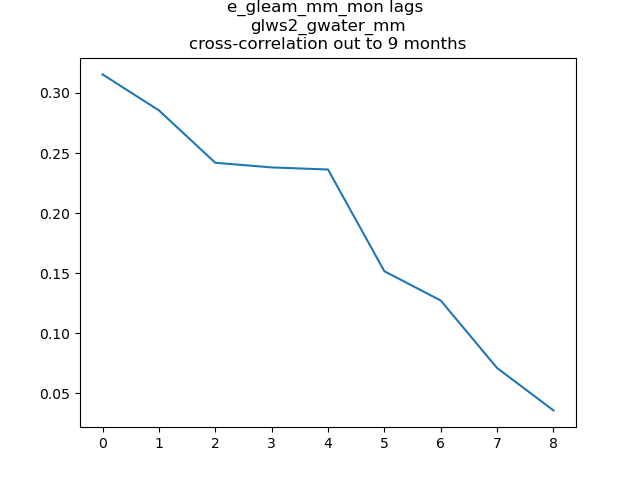 e_gleam_mm_mon lags
glws2_gwater_mm
cross-correlation out to 9 months
0.30
0.25
0.20
0.15
0.10
0.05
0 1 2 3 4 5 6 7 8